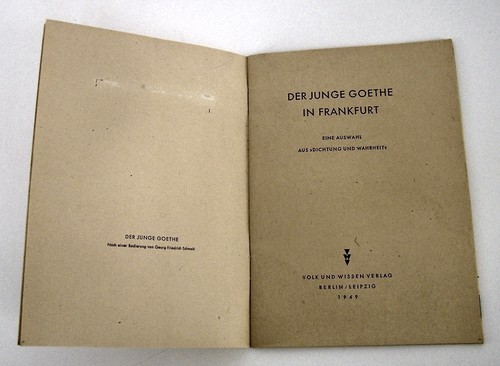 DER JUNGE GOETHE
Nach einer Radierung von Georg Friedrich Schmoll
DER JUNGE GOETHE
IN FRANKFURT
EINE AUSWAHL
AUS »DICHTUNG UND WAHRHEIT«
VOLK UND WISSEN VERLAG
BERLIN/LEIPZIG
1949